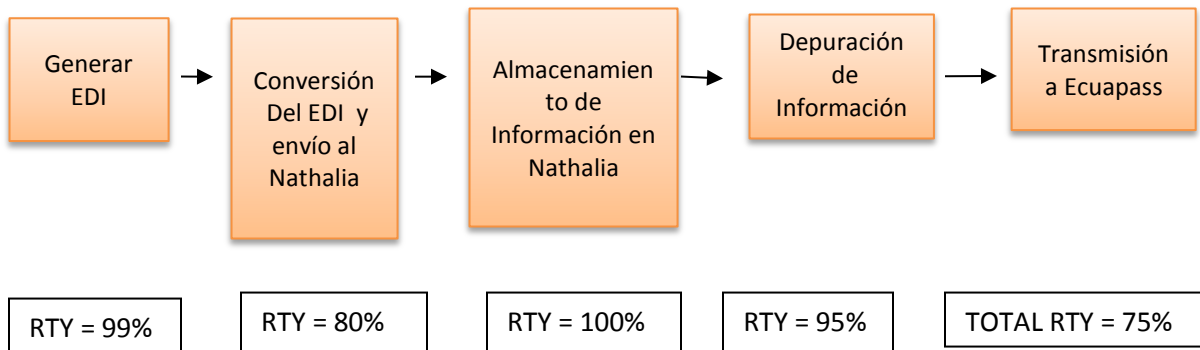 Generar
EDI
Conversión
Del EDI y
envío al
Nathalia
Almacenamien
to de
Información en
Nathalia
Depuración
de
Información
Transmisión
a Ecuapass
RTY = 99%
RTY = 80%
RTY = 100%
RTY = 95%
TOTAL RTY = 75%